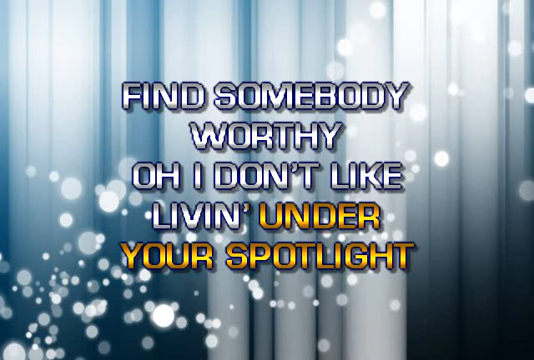 FIND SOMEBODY
WORTHY
OH I DON'T LIKE
LIVIN' UNDER
YOUR SPOTLIGHT